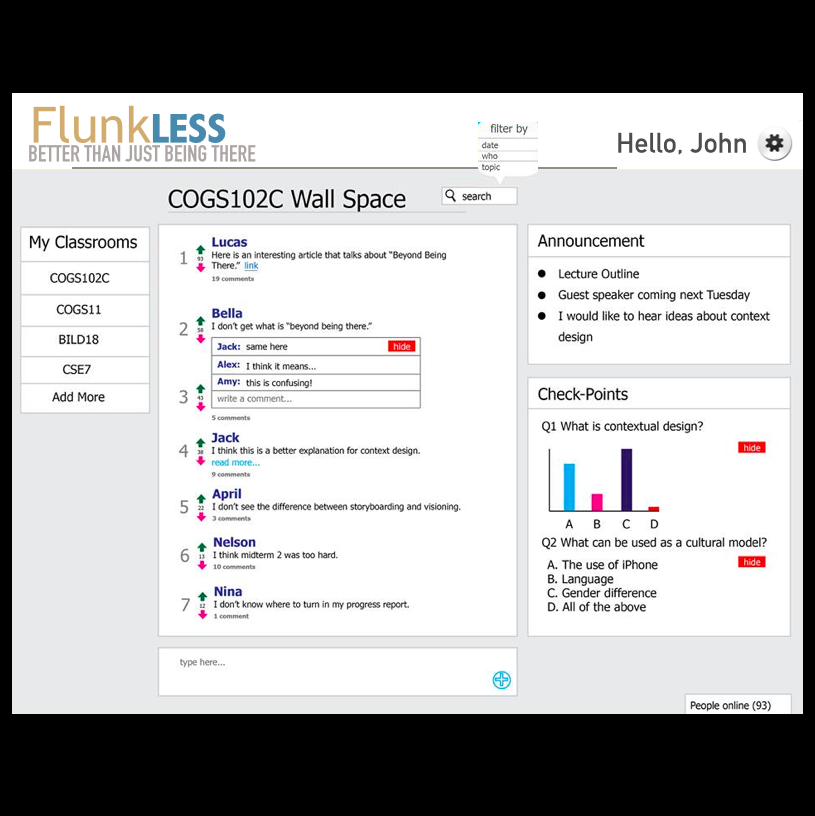 FlunkLESS
BETTER THAN JUST BEING THERE
filter by
date
who
topic
Hello, John
COGS102C Wall Space
search
My Classrooms
COGS102C
COGS11
BILD18
CSE7
Add More
1
93
Lucas
Here is an interesting article that talks about "Beyond Being
There." link
19 comments
2
58
Bella
I don't get what is "beyond being there."
Jack: same here
hide
Alex: I think it means...
Amy: this is confusing!
write a comment...
3
43
5 comments
4
38
Jack
I think this is a better explanation for context design.
read more...
9 comments
5
22
April
I don't see the difference between storyboarding and visioning.
3 comments
6
13
Nelson
I think midterm 2 was too hard.
10 comments
7
12
Nina
I don't know where to turn in my progress report.
1 comment
type here...
Announcement
Lecture Outline
Guest speaker coming next Tuesday
I would like to hear ideas about context
design
Check-Points
Q1 What is contextual design?
hide
A B C D
Q2 What can be used as a cultural model?
hide
A. The use of iPhone
B. Language
C. Gender difference
D. All of the above
People online (93)